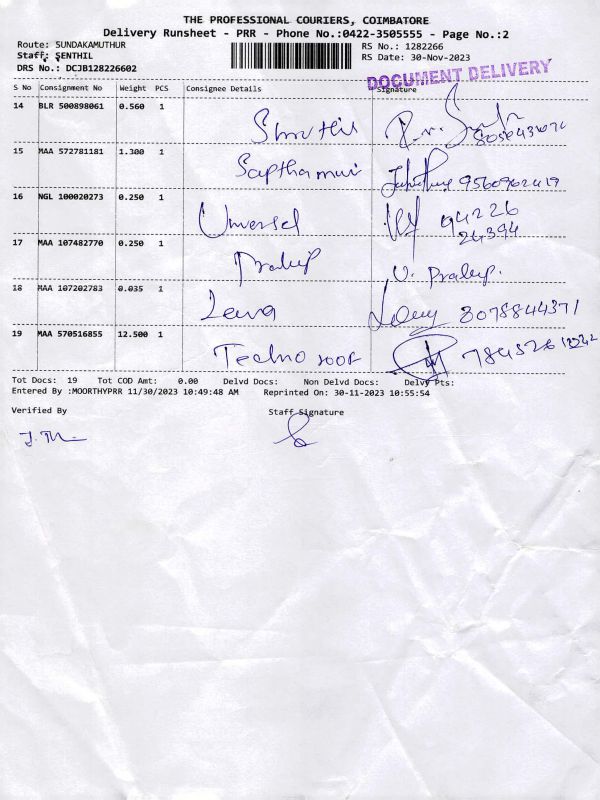 THE PROFESSIONAL COURIERS, COIMBATORE
Delivery Runsheet - PRR - Phone No.:0422-3505555 - Page No.:2
Route: SUNDAKAMUTHUR RS No.: 1282266
Staff: SENTHIL RS Date: 30-Nov-2023
DRS No.: DCJB128226602
DOCUMENT DELIVERY
S No Consignment No Weight PCS Consignee Details Signature
14 BLR 500898061 0.560 1
15 MAA 572781181 1.300 1 Sapthamui 9560962419
16 NGL 100020273 0.250 1 Unversel 94226
24394
17 MAA 107482770 0.250 1 Pradip V. Pradip.
18 MAA 107202783 0.035 1 8078844371
19 MAA 570516855 12.500 1 Techno roof
Tot Docs: 19 Tot COD Amt: 0.00 Delvd Docs: Non Delvd Docs: Delvy Pts:
Entered By :MOORTHYPRR 11/30/2023 10:49:48 AM Reprinted On: 30-11-2023 10:55:54
Verified By Staff Signature